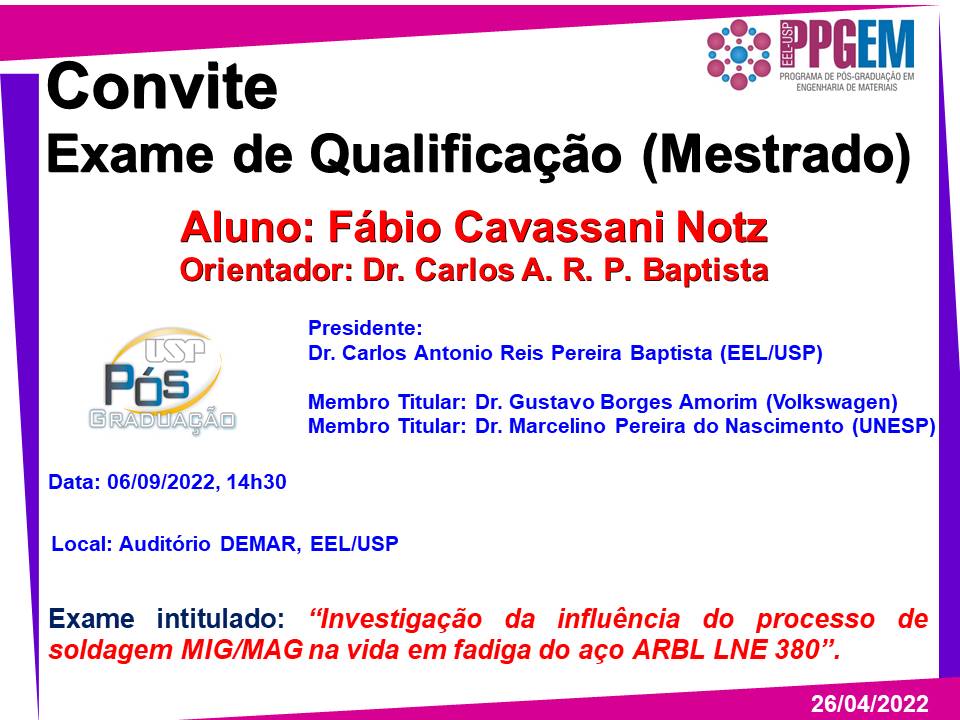 EEL-USP
PPGEM
PROGRAMA DE PÓS-GRADUAÇÃO EM
ENGENHARIA DE MATERIAIS
Convite
Exame de Qualificação (Mestrado)
Aluno: Fábio Cavassani Notz
Orientador: Dr. Carlos A. R. P. Baptista
USP
Pós
GRADUAÇÃO
Presidente:
Dr. Carlos Antonio Reis Pereira Baptista (EEL/USP)
Membro Titular: Dr. Gustavo Borges Amorim (Volkswagen)
Membro Titular: Dr. Marcelino Pereira do Nascimento (UNESP)
Data: 06/09/2022, 14h30
Local: Auditório DEMAR, EEL/USP
Exame intitulado: “Investigação da influência do processo de
soldagem MIG/MAG na vida em fadiga do aço ARBL LNE 380”.
26/04/2022